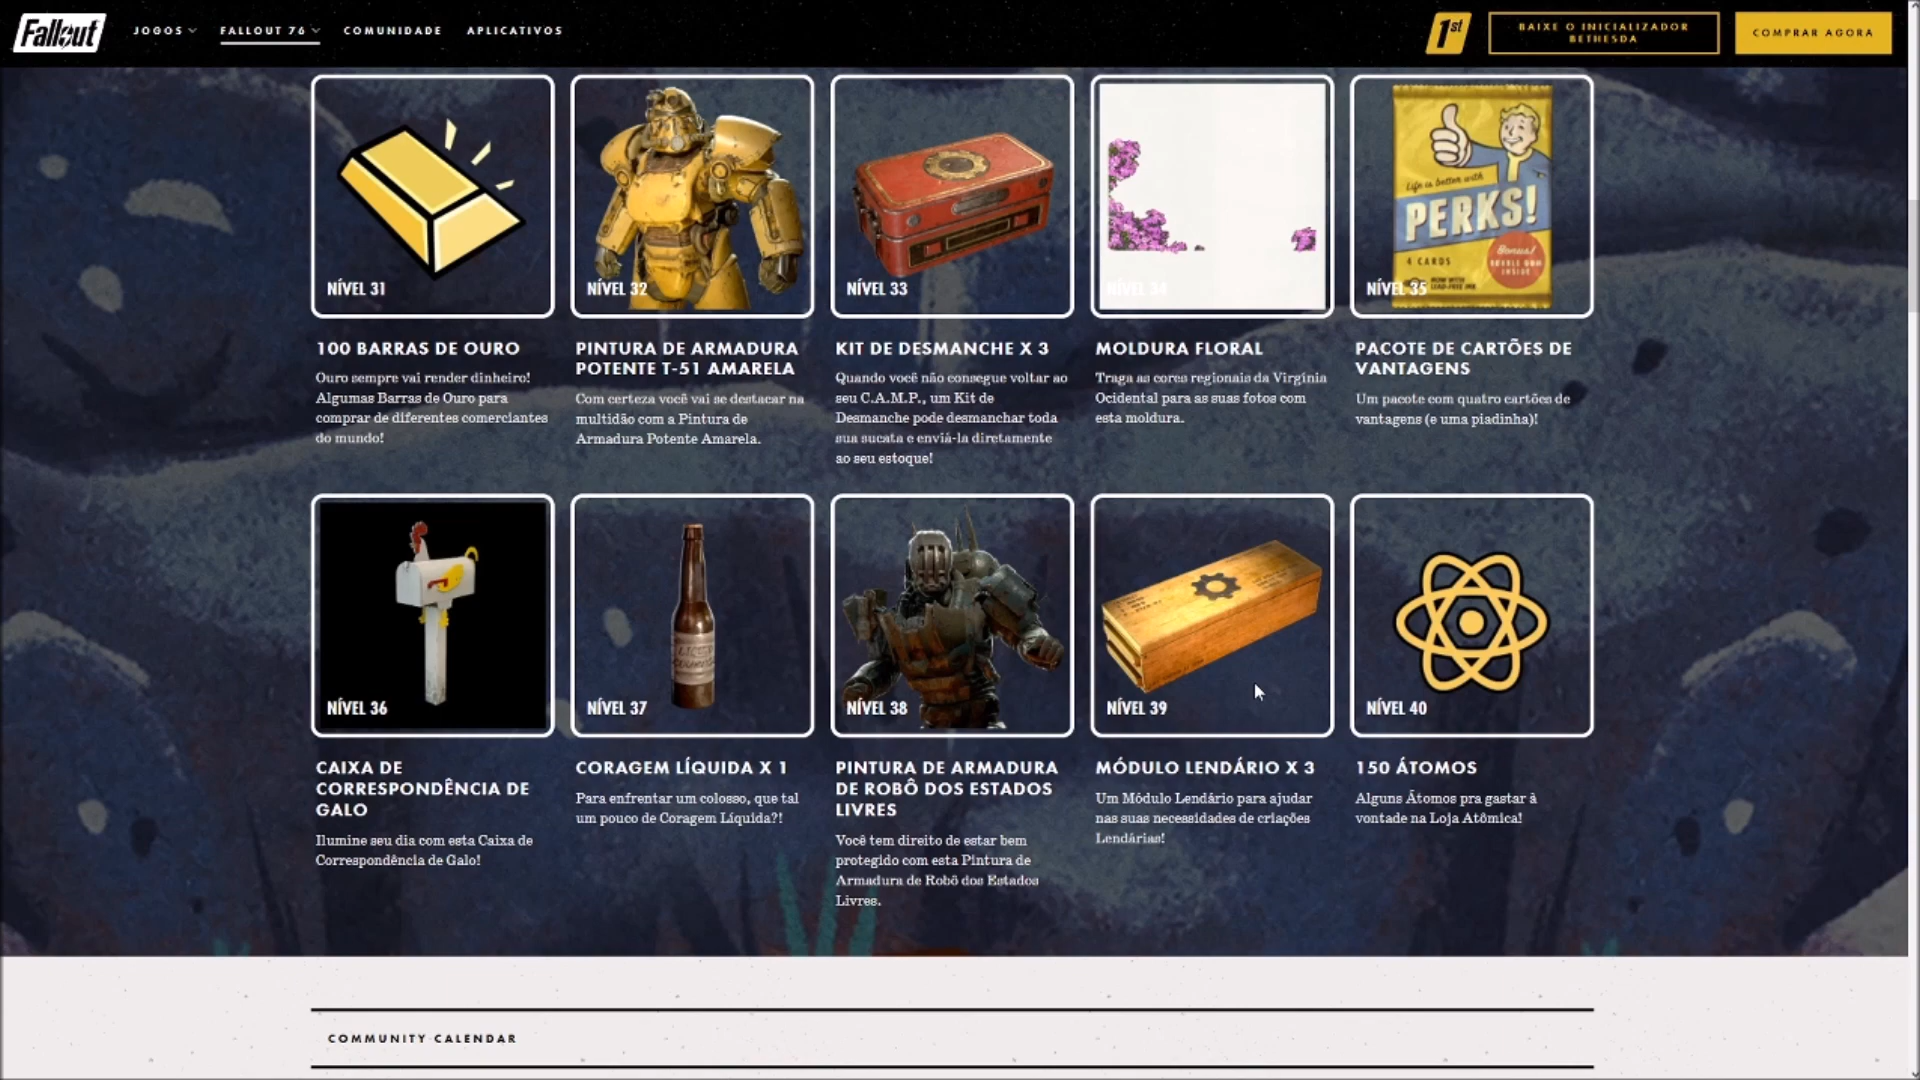 Fallout
JOGOS
FALLOUT 76
COMUNIDADE
APLICATIVOS
1st
BAIXE O INICIALIZADOR
BETHESDA
COMPRAR AGORA
NÍVEL 31
NÍVEL 32
NÍVEL 33
NÍVEL 34
Life is better with
PERKS!
4 CARDS
Bonus!
NÍVEL 35
100 BARRAS DE OURO
Ouro sempre vai render dinheiro!
Algumas Barras de Ouro para
comprar de diferentes comerciantes
do mundo!
PINTURA DE ARMADURA
POTENTE T-51 AMARELA
Com certeza você vai se destacar na
multidão com a Pintura de
Armadura Potente Amarela.
KIT DE DESMANCHE X 3
Quando você não consegue voltar ao
seu C.A.M.P., um Kit de
Desmanche pode desmanchar toda
sua sucata e enviá-la diretamente
ao seu estoque!
MOLDURA FLORAL
Traga as cores regionais da Virgínia
Ocidental para as suas fotos com
esta moldura.
PACOTE DE CARTÕES DE
VANTAGENS
Um pacote com quatro cartões de
vantagens (e uma piadinha)!
NÍVEL 36
NÍVEL 37
NÍVEL 38
NÍVEL 39
NÍVEL 40
CAIXA DE
CORRESPONDÊNCIA DE
GALO
Ilumine seu dia com esta Caixa de
Correspondência de Galo!
CORAGEM LÍQUIDA X 1
Para enfrentar um colosso, que tal
um pouco de Coragem Líquida?!
PINTURA DE ARMADURA
DE ROBÔ DOS ESTADOS
LIVRES
Você tem direito de estar bem
protegido com esta Pintura de
Armadura de Robô dos Estados
Livres.
MÓDULO LENDÁRIO X 3
Um Módulo Lendário para ajudar
nas suas necessidades de criações
Lendárias!
150 ÁTOMOS
Alguns Átomos pra gastar à
vontade na Loja Atômica!
COMMUNITY CALENDAR